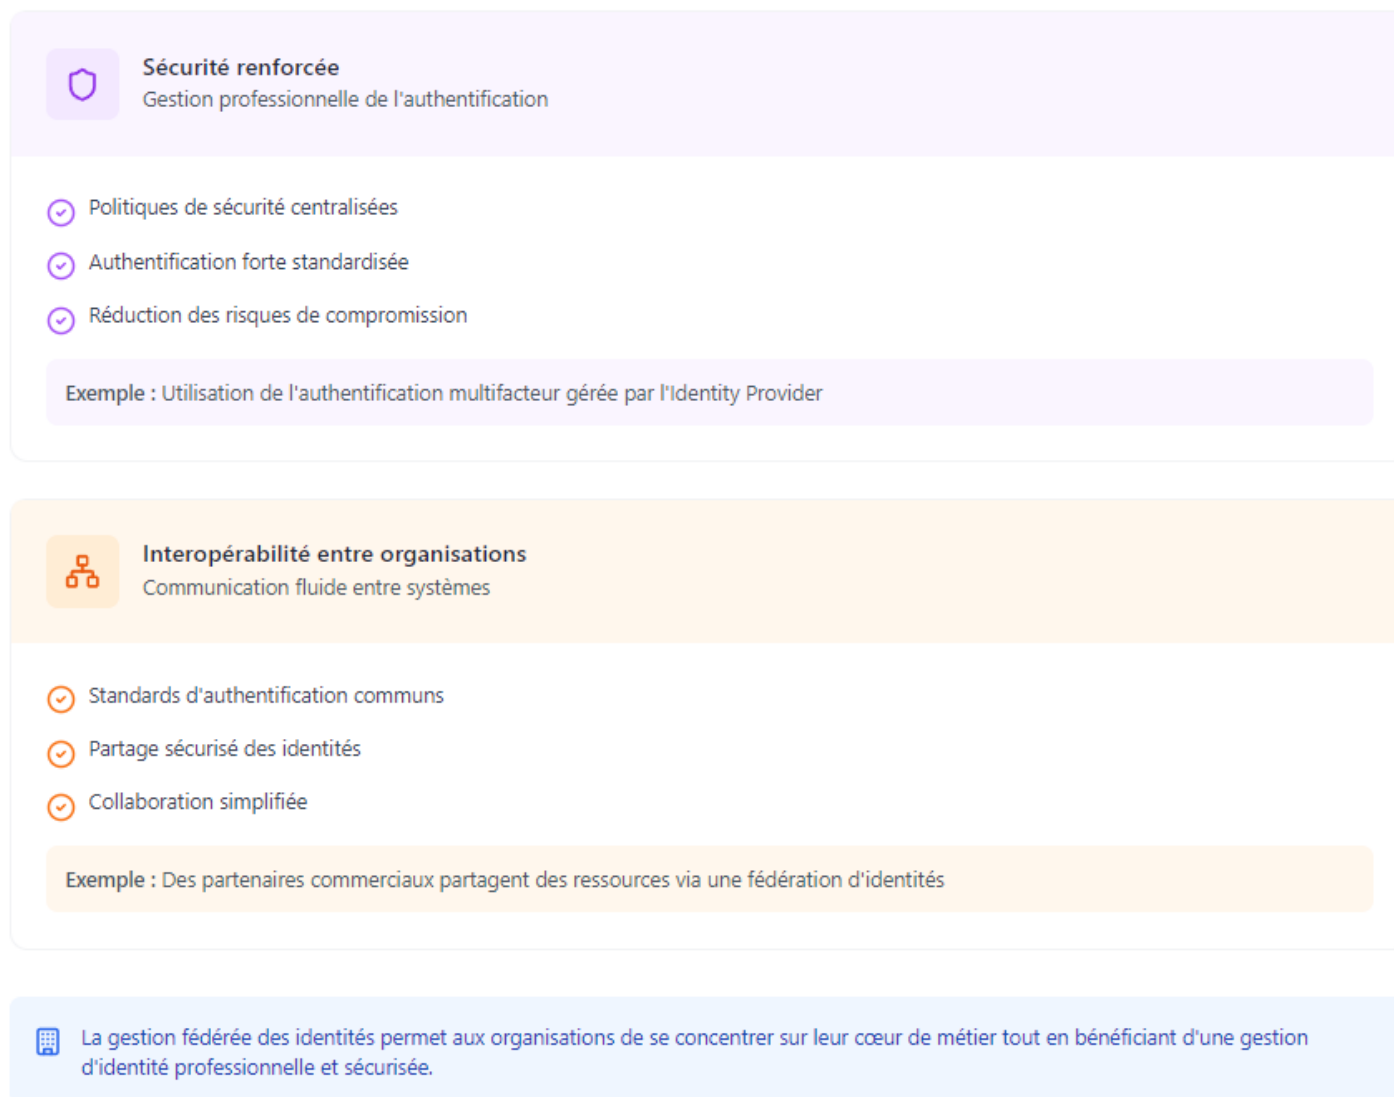 Sécurité renforcée
Gestion professionnelle de l'authentification
Politiques de sécurité centralisées
Authentification forte standardisée
Réduction des risques de compromission
Exemple : Utilisation de l'authentification multifacteur gérée par l'Identity Provider
Interopérabilité entre organisations
Communication fluide entre systèmes
Standards d'authentification communs
Partage sécurisé des identités
Collaboration simplifiée
Exemple : Des partenaires commerciaux partagent des ressources via une fédération d'identités
La gestion fédérée des identités permet aux organisations de se concentrer sur leur cœur de métier tout en bénéficiant d'une gestion
d'identité professionnelle et sécurisée.